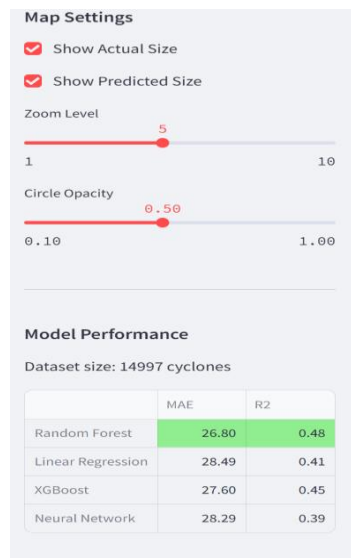 Map Settings
Show Actual Size
Show Predicted Size
Zoom Level
5
1 10
Circle Opacity
0.50
0.10 1.00
Model Performance
Dataset size: 14997 cyclones
MAE R2
Random Forest 26.80 0.48
Linear Regression 28.49 0.41
XGBoost 27.60 0.45
Neural Network 28.29 0.39